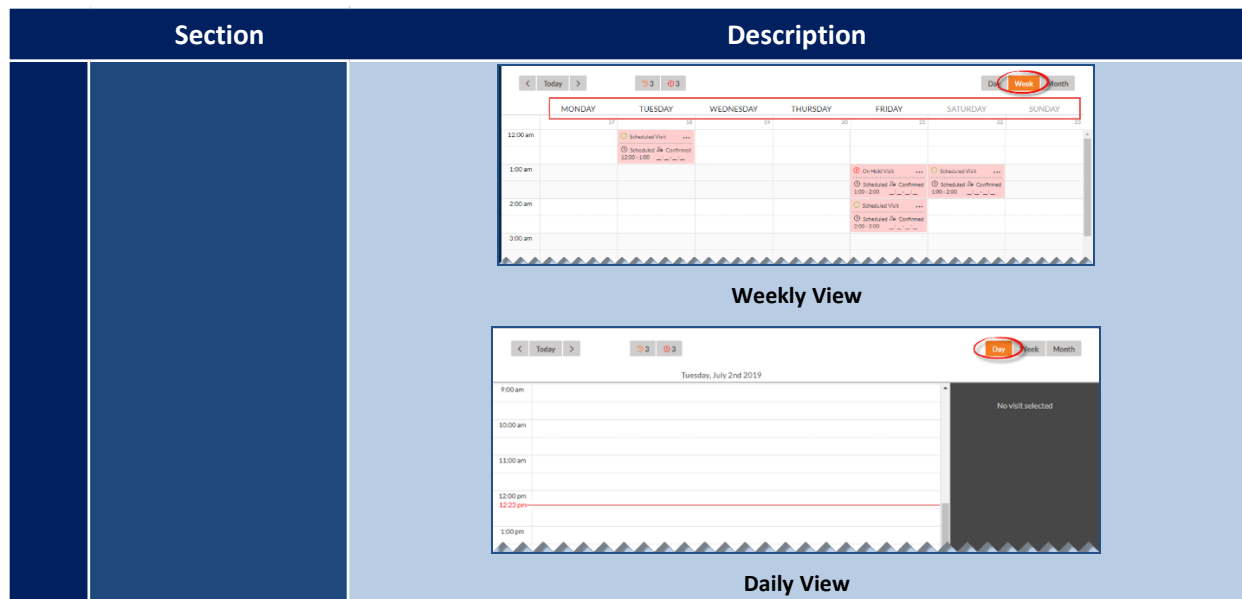 Section Description
< Today > 3 3 Day Week Month
MONDAY TUESDAY WEDNESDAY THURSDAY FRIDAY SATURDAY SUNDAY
17 18 19 20 21 22 23
12:00 am
Scheduled Visit ...
Scheduled Confirmed
12:00 - 1:00 _:_ - _:_
1:00 am
On Hold Visit ... Scheduled Visit ...
Scheduled Confirmed Scheduled Confirmed
1:00 - 2:00 _:_ - _:_ 1:00 - 2:00 _:_ - _:_
2:00 am
Scheduled Visit ...
Scheduled Confirmed
2:00 - 3:00 _:_ - _:_
3:00 am
Weekly View
< Today > 3 3 Day Week Month
Tuesday, July 2nd 2019
9:00 am
No visit selected
10:00 am
11:00 am
12:00 pm
12:23 pm
1:00 pm
Daily View